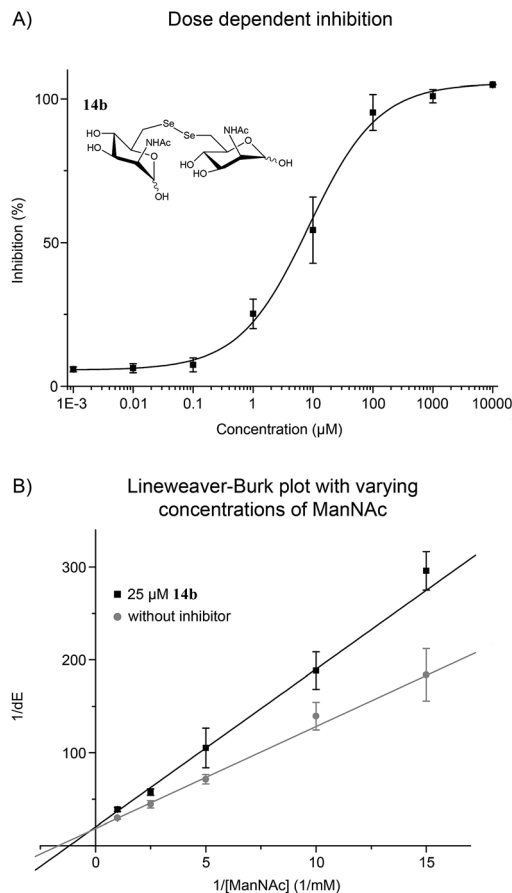 A)
Dose dependent inhibition
100
50
0
Inhibition (%)
14b
Se
Se
HO
HO
NHAc
O
OH
NHAc
HO
HO
O
OH
1E-3 0.01 0.1 1 10 100 1000 10000
Concentration (µM)
B)
Lineweaver-Burk plot with varying
concentrations of ManNAc
300
200
100
1/dE
25 µM 14b
without inhibitor
0 5 10 15
1/[ManNAc] (1/mM)